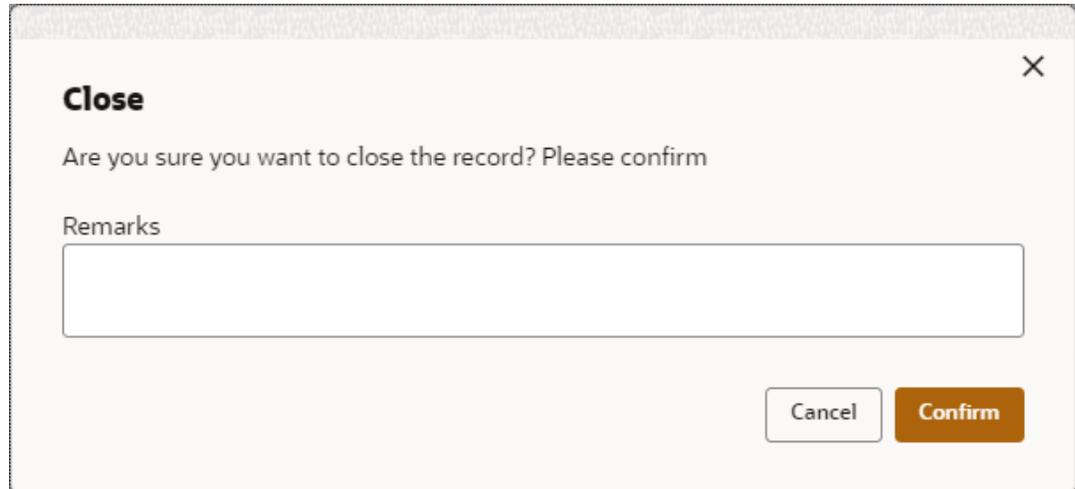 Close
Are you sure you want to close the record? Please confirm
Remarks
Cancel
Confirm